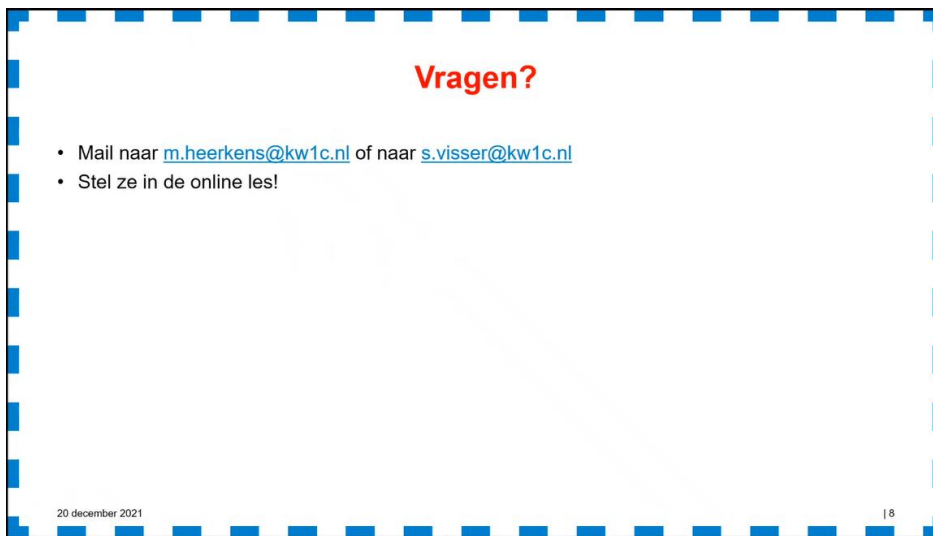 Vragen?
• Mail naar m.heerkens@kw1c.nl of naar s.visser@kw1c.nl
• Stel ze in de online les!
20 december 2021
| 8